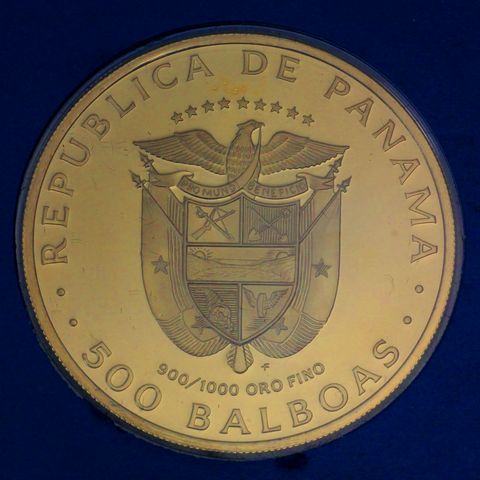 REPUBLICA DE PANAMA
PRO MUNDI BENEFICIO
900/1000 ORO FINO
F
· 500 BALBOAS ·